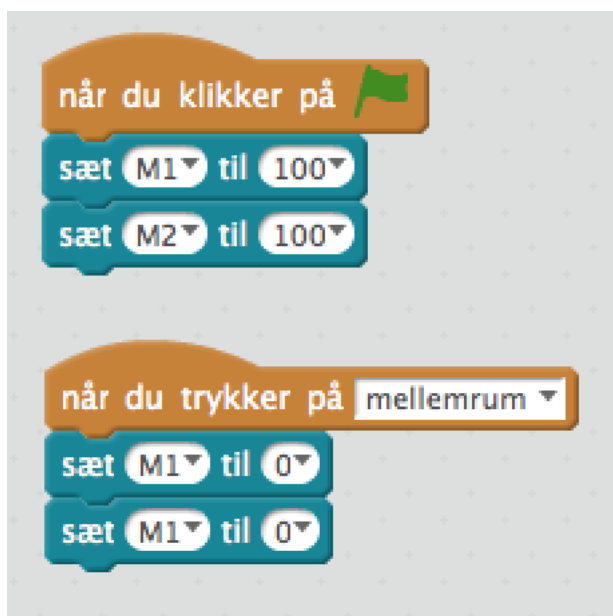 når du klikker på
sæt M1 til 100
sæt M2 til 100
når du trykker på mellemrum
sæt M1 til 0
sæt M1 til 0